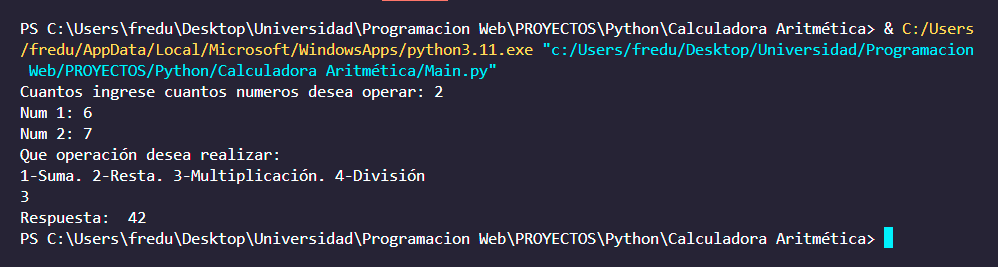 PS C:\Users\fredu\Desktop\Universidad\Programacion Web\PROYECTOS\Python\Calculadora Aritmética> & C:/Users
/fredu/AppData/Local/Microsoft/WindowsApps/python3.11.exe "c:/Users/fredu/Desktop/Universidad/Programacion
 Web/PROYECTOS/Python/Calculadora Aritmética/Main.py"
Cuantos ingrese cuantos numeros desea operar: 2
Num 1: 6
Num 2: 7
Que operación desea realizar:
1-Suma. 2-Resta. 3-Multiplicación. 4-División
3
Respuesta:  42
PS C:\Users\fredu\Desktop\Universidad\Programacion Web\PROYECTOS\Python\Calculadora Aritmética>